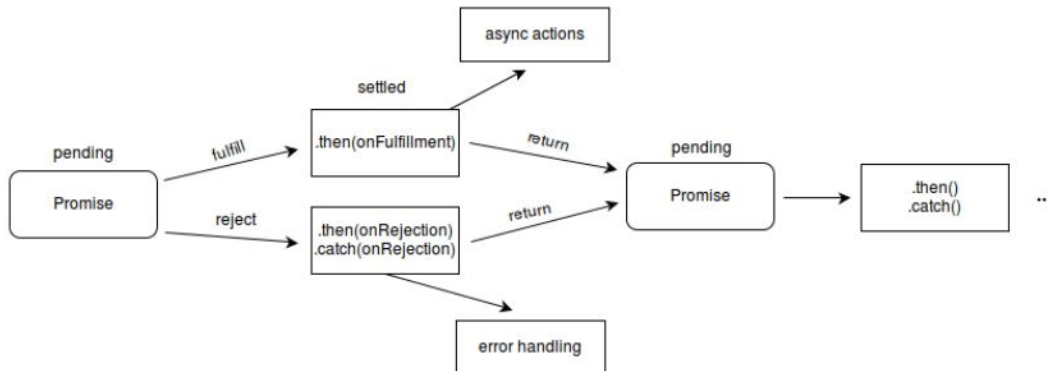 async actions
settled
.then(onFulfillment)
pending
fulfill
return
pending
Promise
Promise
.then()
.catch()
..
reject
.then(onRejection)
.catch(onRejection)
return
error handling